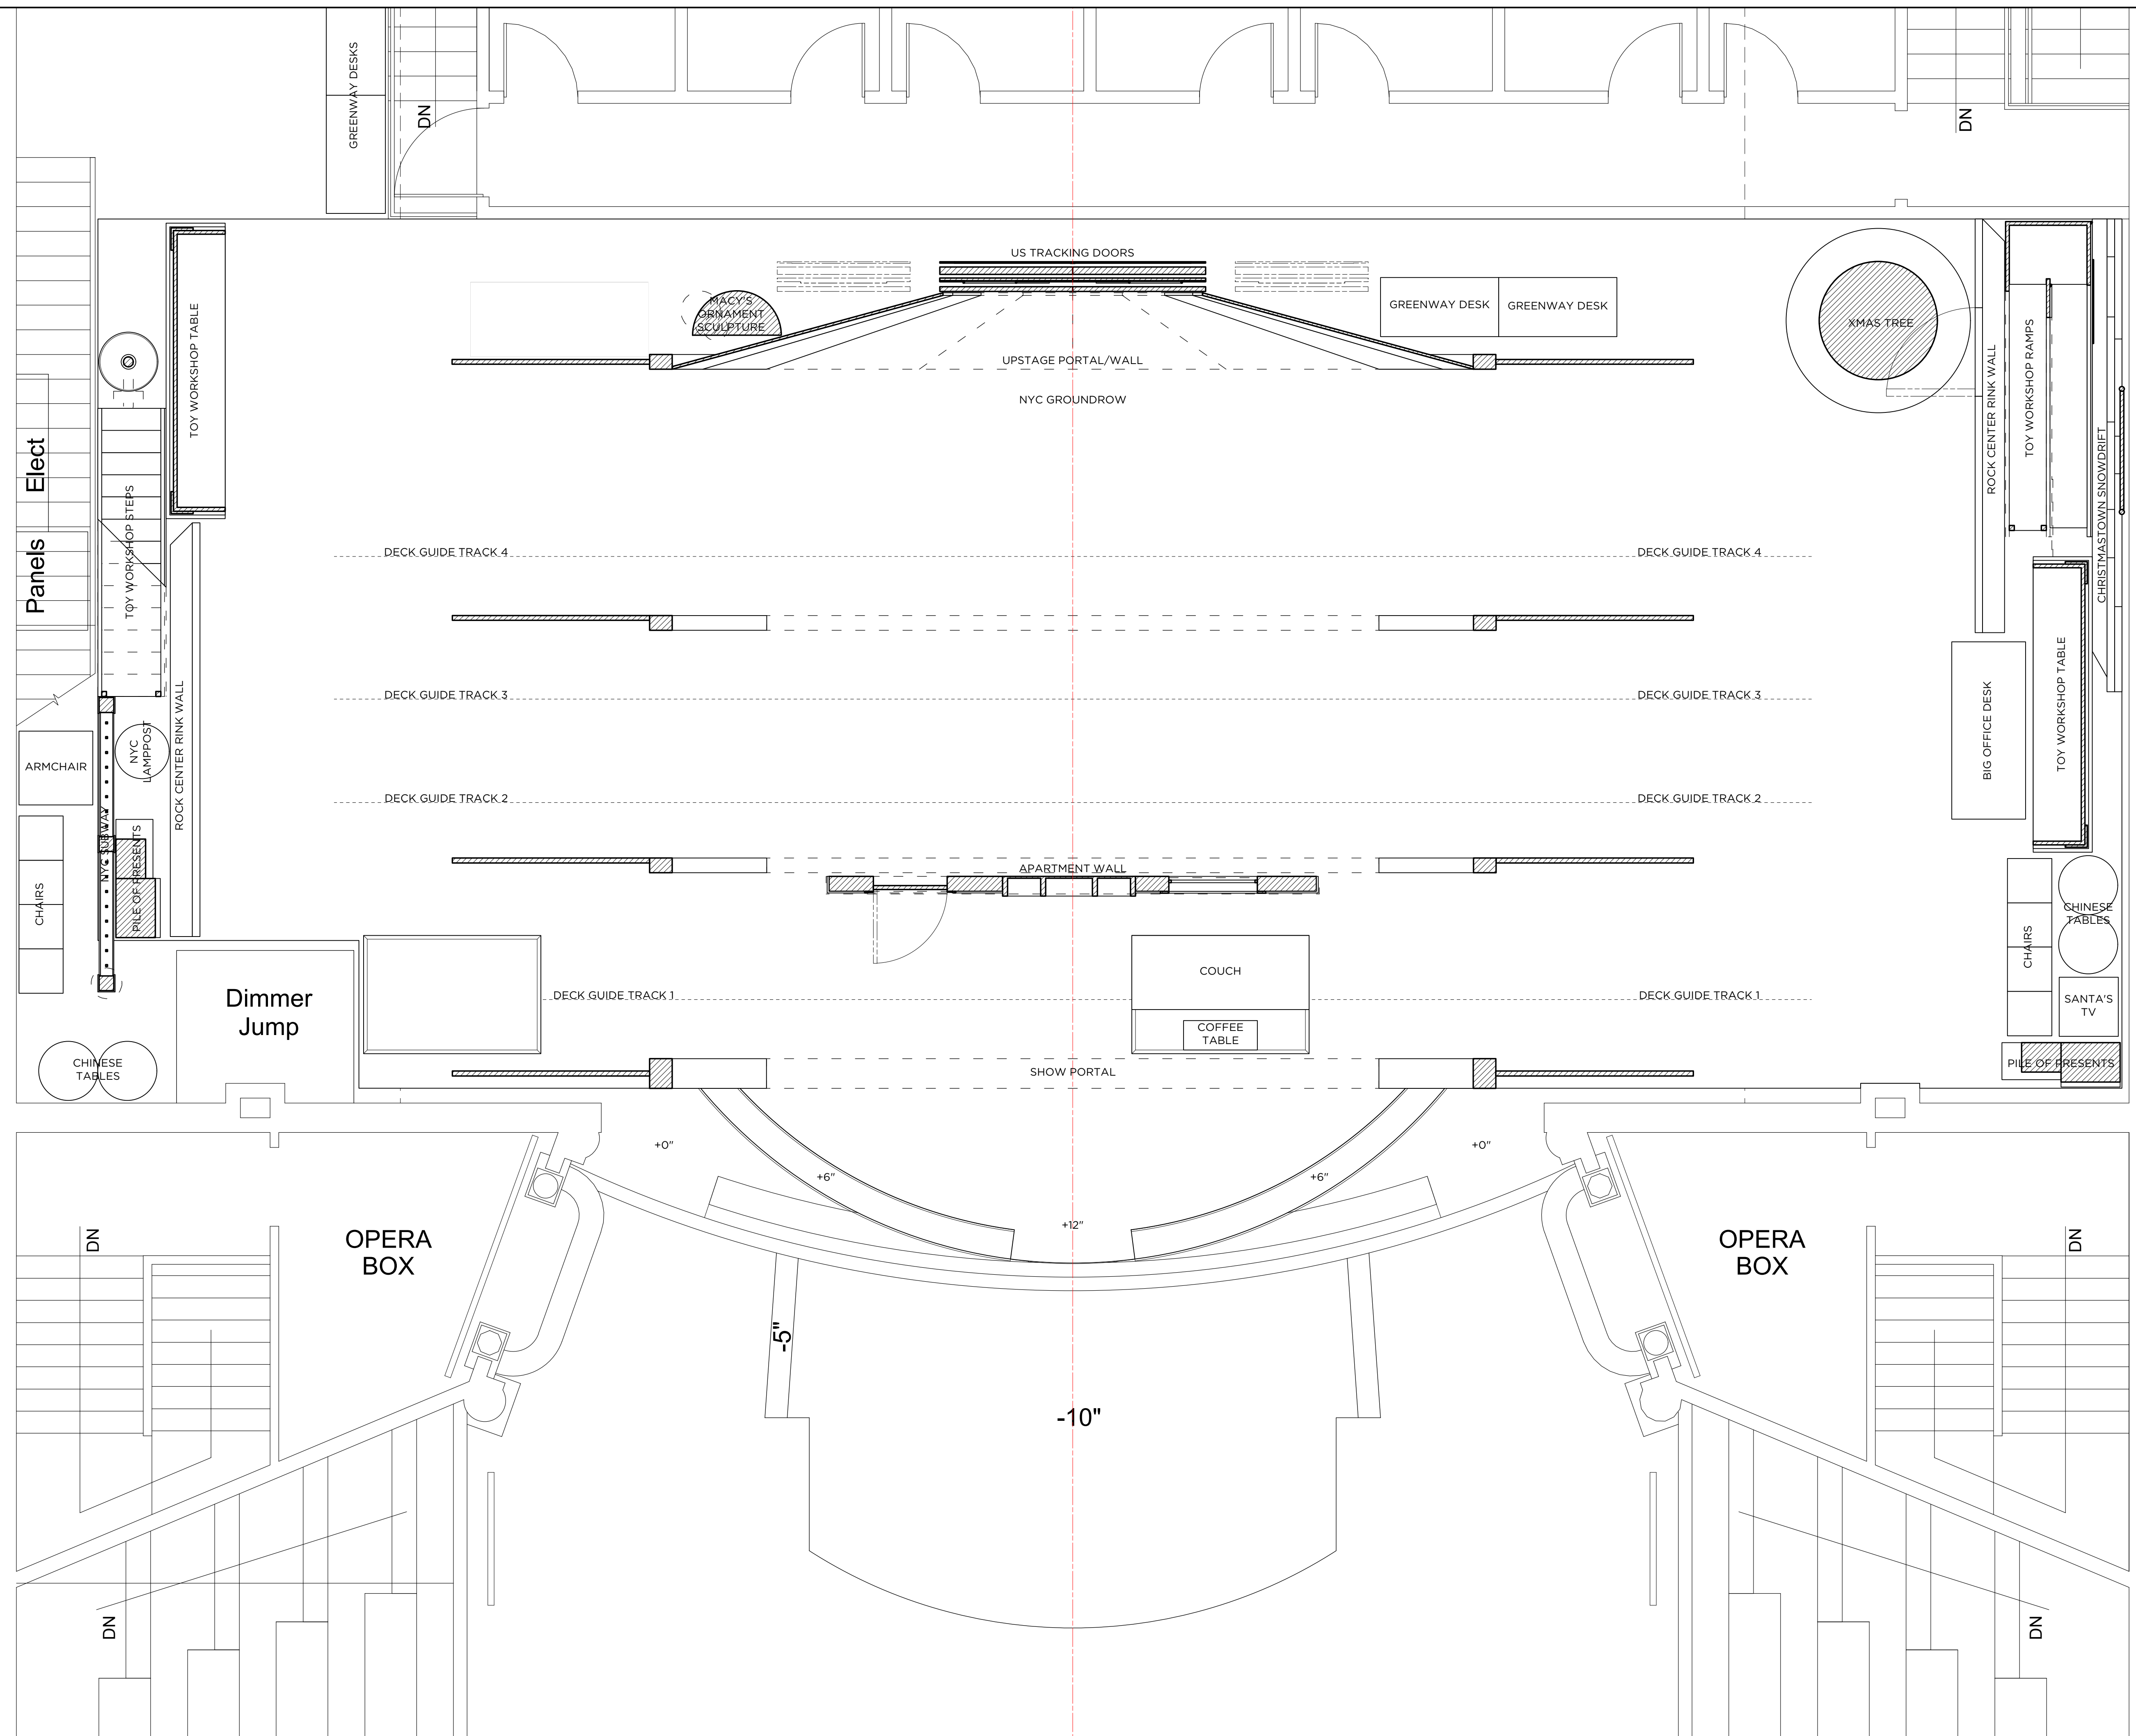 GREENWAY DESKS
DN
DN
US TRACKING DOORS
MACY'S
ORNAMENT
SCULPTURE
GREENWAY DESK
GREENWAY DESK
XMAS TREE
TOY WORKSHOP TABLE
UPSTAGE PORTAL/WALL
NYC GROUNDROW
ROCK CENTER RINK WALL
TOY WORKSHOP RAMPS
CHRISTMASTOWN SNOWDRIFT
Panels Elect
TOY WORKSHOP STEPS
DECK GUIDE TRACK 4
DECK GUIDE TRACK 4
DECK GUIDE TRACK 3
DECK GUIDE TRACK 3
BIG OFFICE DESK
TOY WORKSHOP TABLE
ARMCHAIR
NYC
LAMPPOST
ROCK CENTER RINK WALL
DECK GUIDE TRACK 2
DECK GUIDE TRACK 2
NYC SUBWAY
PILE OF PRESENTS
CHAIRS
APARTMENT WALL
CHAIRS
CHINESE
TABLES
COUCH
Dimmer
Jump
DECK GUIDE TRACK 1
DECK GUIDE TRACK 1
SANTA'S
TV
COFFEE
TABLE
CHINESE
TABLES
SHOW PORTAL
PILE OF PRESENTS
+0"
+0"
+6"
+6"
+12"
DN
OPERA
BOX
OPERA
BOX
DN
-5"
-10"
DN
DN